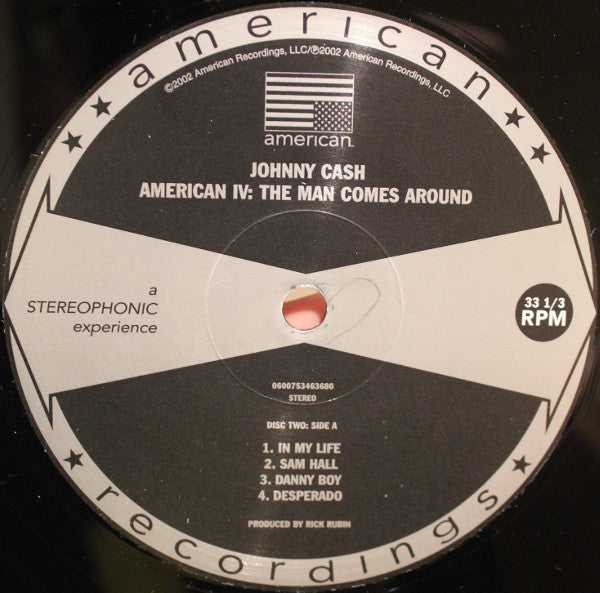 american
©2002 American Recordings, LLC/℗2002 American Recordings, LLC
american
JOHNNY CASH
AMERICAN IV: THE MAN COMES AROUND
a
STEREOPHONIC
experience
33 1/3
RPM
0600753463680
STEREO
DISC TWO: SIDE A
1. IN MY LIFE
2. SAM HALL
3. DANNY BOY
4. DESPERADO
PRODUCED BY RICK RUBIN
recordings